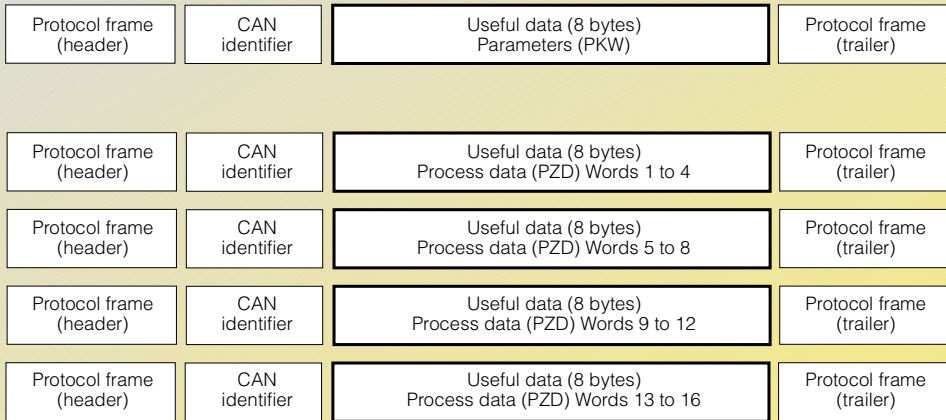 Protocol frame
(header)
CAN
identifier
Useful data (8 bytes)
Parameters (PKW)
Protocol frame
(trailer)
Protocol frame
(header)
CAN
identifier
Useful data (8 bytes)
Process data (PZD) Words 1 to 4
Protocol frame
(trailer)
Protocol frame
(header)
CAN
identifier
Useful data (8 bytes)
Process data (PZD) Words 5 to 8
Protocol frame
(trailer)
Protocol frame
(header)
CAN
identifier
Useful data (8 bytes)
Process data (PZD) Words 9 to 12
Protocol frame
(trailer)
Protocol frame
(header)
CAN
identifier
Useful data (8 bytes)
Process data (PZD) Words 13 to 16
Protocol frame
(trailer)